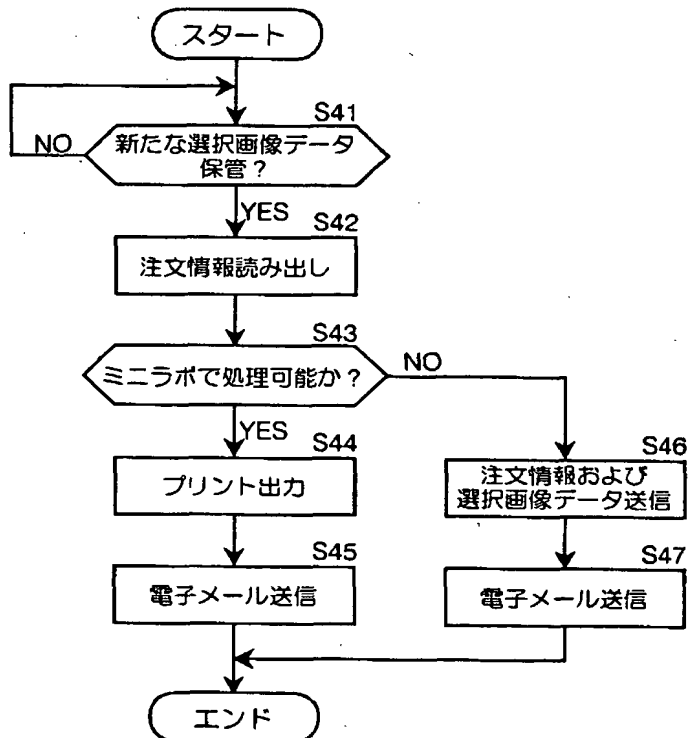 スタート
S41
NO
新たな選択画像データ
保管?
YES
S42
注文情報読み出し
S43
ミニラボで処理可能か?
NO
YES
S44
プリント出力
S46
注文情報および
選択画像データ送信
S45
電子メール送信
S47
電子メール送信
エンド